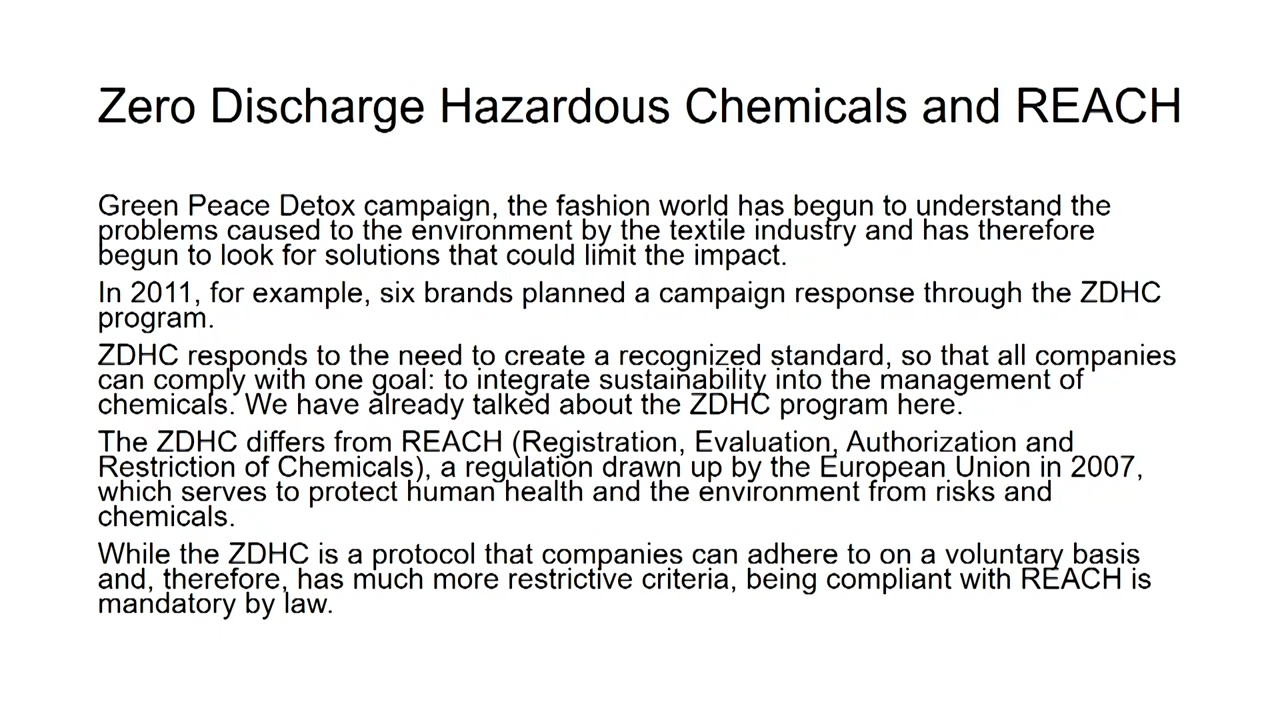 Zero Discharge Hazardous Chemicals and REACH
Green Peace Detox campaign, the fashion world has begun to understand the
problems caused to the environment by the textile industry and has therefore
begun to look for solutions that could limit the impact.
In 2011, for example, six brands planned a campaign response through the ZDHC
program.
ZDHC responds to the need to create a recognized standard, so that all companies
can comply with one goal: to integrate sustainability into the management of
chemicals. We have already talked about the ZDHC program here.
The ZDHC differs from REACH (Registration, Evaluation, Authorization and
Restriction of Chemicals), a regulation drawn up by the European Union in 2007,
which serves to protect human health and the environment from risks and
chemicals.
While the ZDHC is a protocol that companies can adhere to on a voluntary basis
and, therefore, has much more restrictive criteria, being compliant with REACH is
mandatory by law.